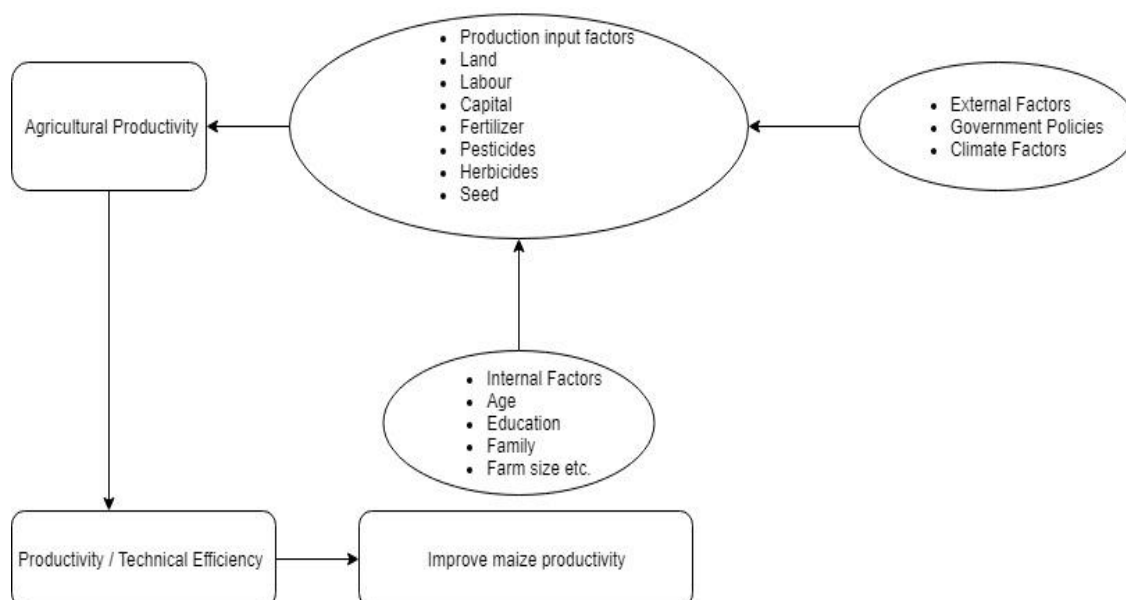 • Production input factors
• Land
• Labour
• Capital
• Fertilizer
• Pesticides
• Herbicides
• Seed
Agricultural Productivity
• External Factors
• Government Policies
• Climate Factors
• Internal Factors
• Age
• Education
• Family
• Farm size etc.
Productivity / Technical Efficiency
Improve maize productivity